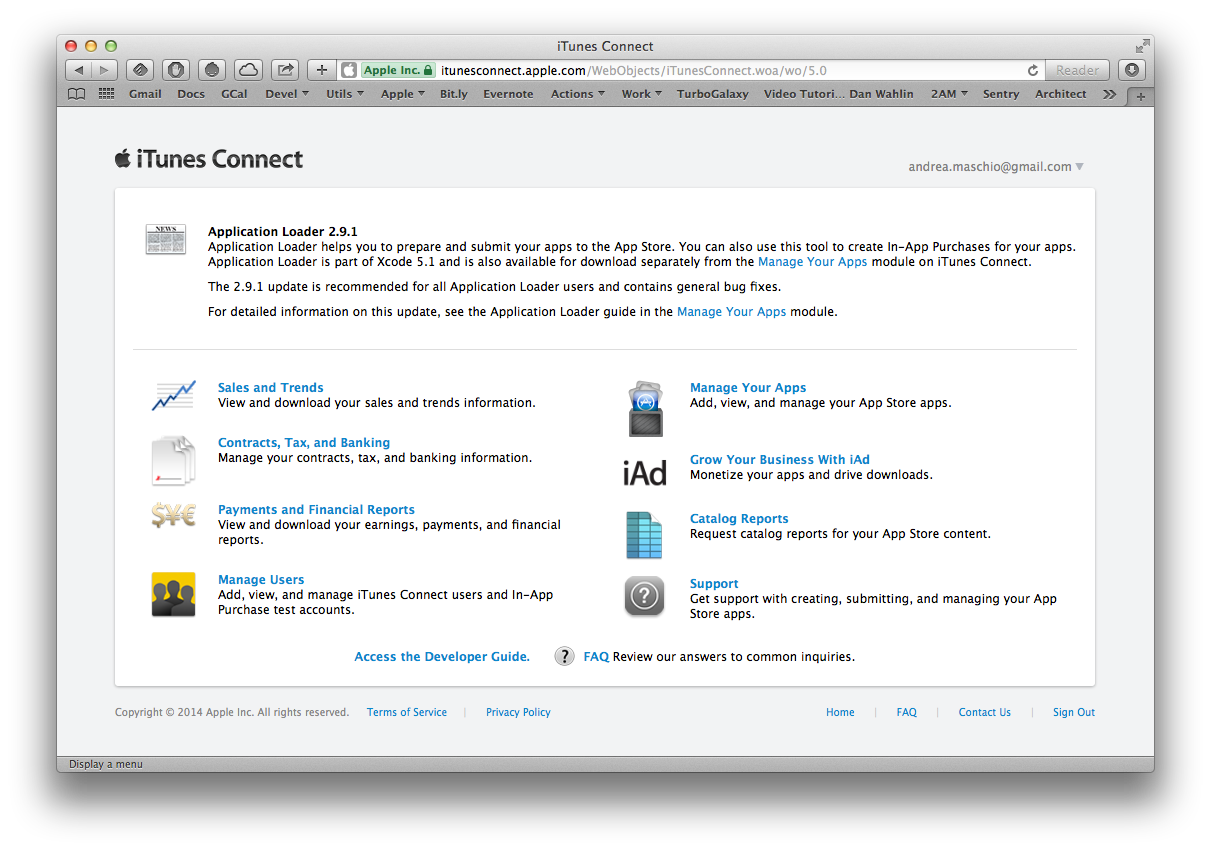 iTunes Connect
Apple Inc. itunesconnect.apple.com/WebObjects/iTunesConnect.woa/wo/5.0 Reader
Gmail Docs GCal Devel Utils Apple Bit.ly Evernote Actions Work TurboGalaxy Video Tutori... Dan Wahlin 2AM Sentry Architect
iTunes Connect
andrea.maschio@gmail.com
NEWS
Application Loader 2.9.1
Application Loader helps you to prepare and submit your apps to the App Store. You can also use this tool to create In-App Purchases for your apps.
Application Loader is part of Xcode 5.1 and is also available for download separately from the Manage Your Apps module on iTunes Connect.
The 2.9.1 update is recommended for all Application Loader users and contains general bug fixes.
For detailed information on this update, see the Application Loader guide in the Manage Your Apps module.
Sales and Trends
View and download your sales and trends information.
Contracts, Tax, and Banking
Manage your contracts, tax, and banking information.
$¥€
Payments and Financial Reports
View and download your earnings, payments, and financial
reports.
Manage Users
Add, view, and manage iTunes Connect users and In-App
Purchase test accounts.
Manage Your Apps
Add, view, and manage your App Store apps.
iAd
Grow Your Business With iAd
Monetize your apps and drive downloads.
Catalog Reports
Request catalog reports for your App Store content.
?
Support
Get support with creating, submitting, and managing your App
Store apps.
Access the Developer Guide. ? FAQ Review our answers to common inquiries.
Copyright © 2014 Apple Inc. All rights reserved. Terms of Service | Privacy Policy Home | FAQ | Contact Us | Sign Out
Display a menu